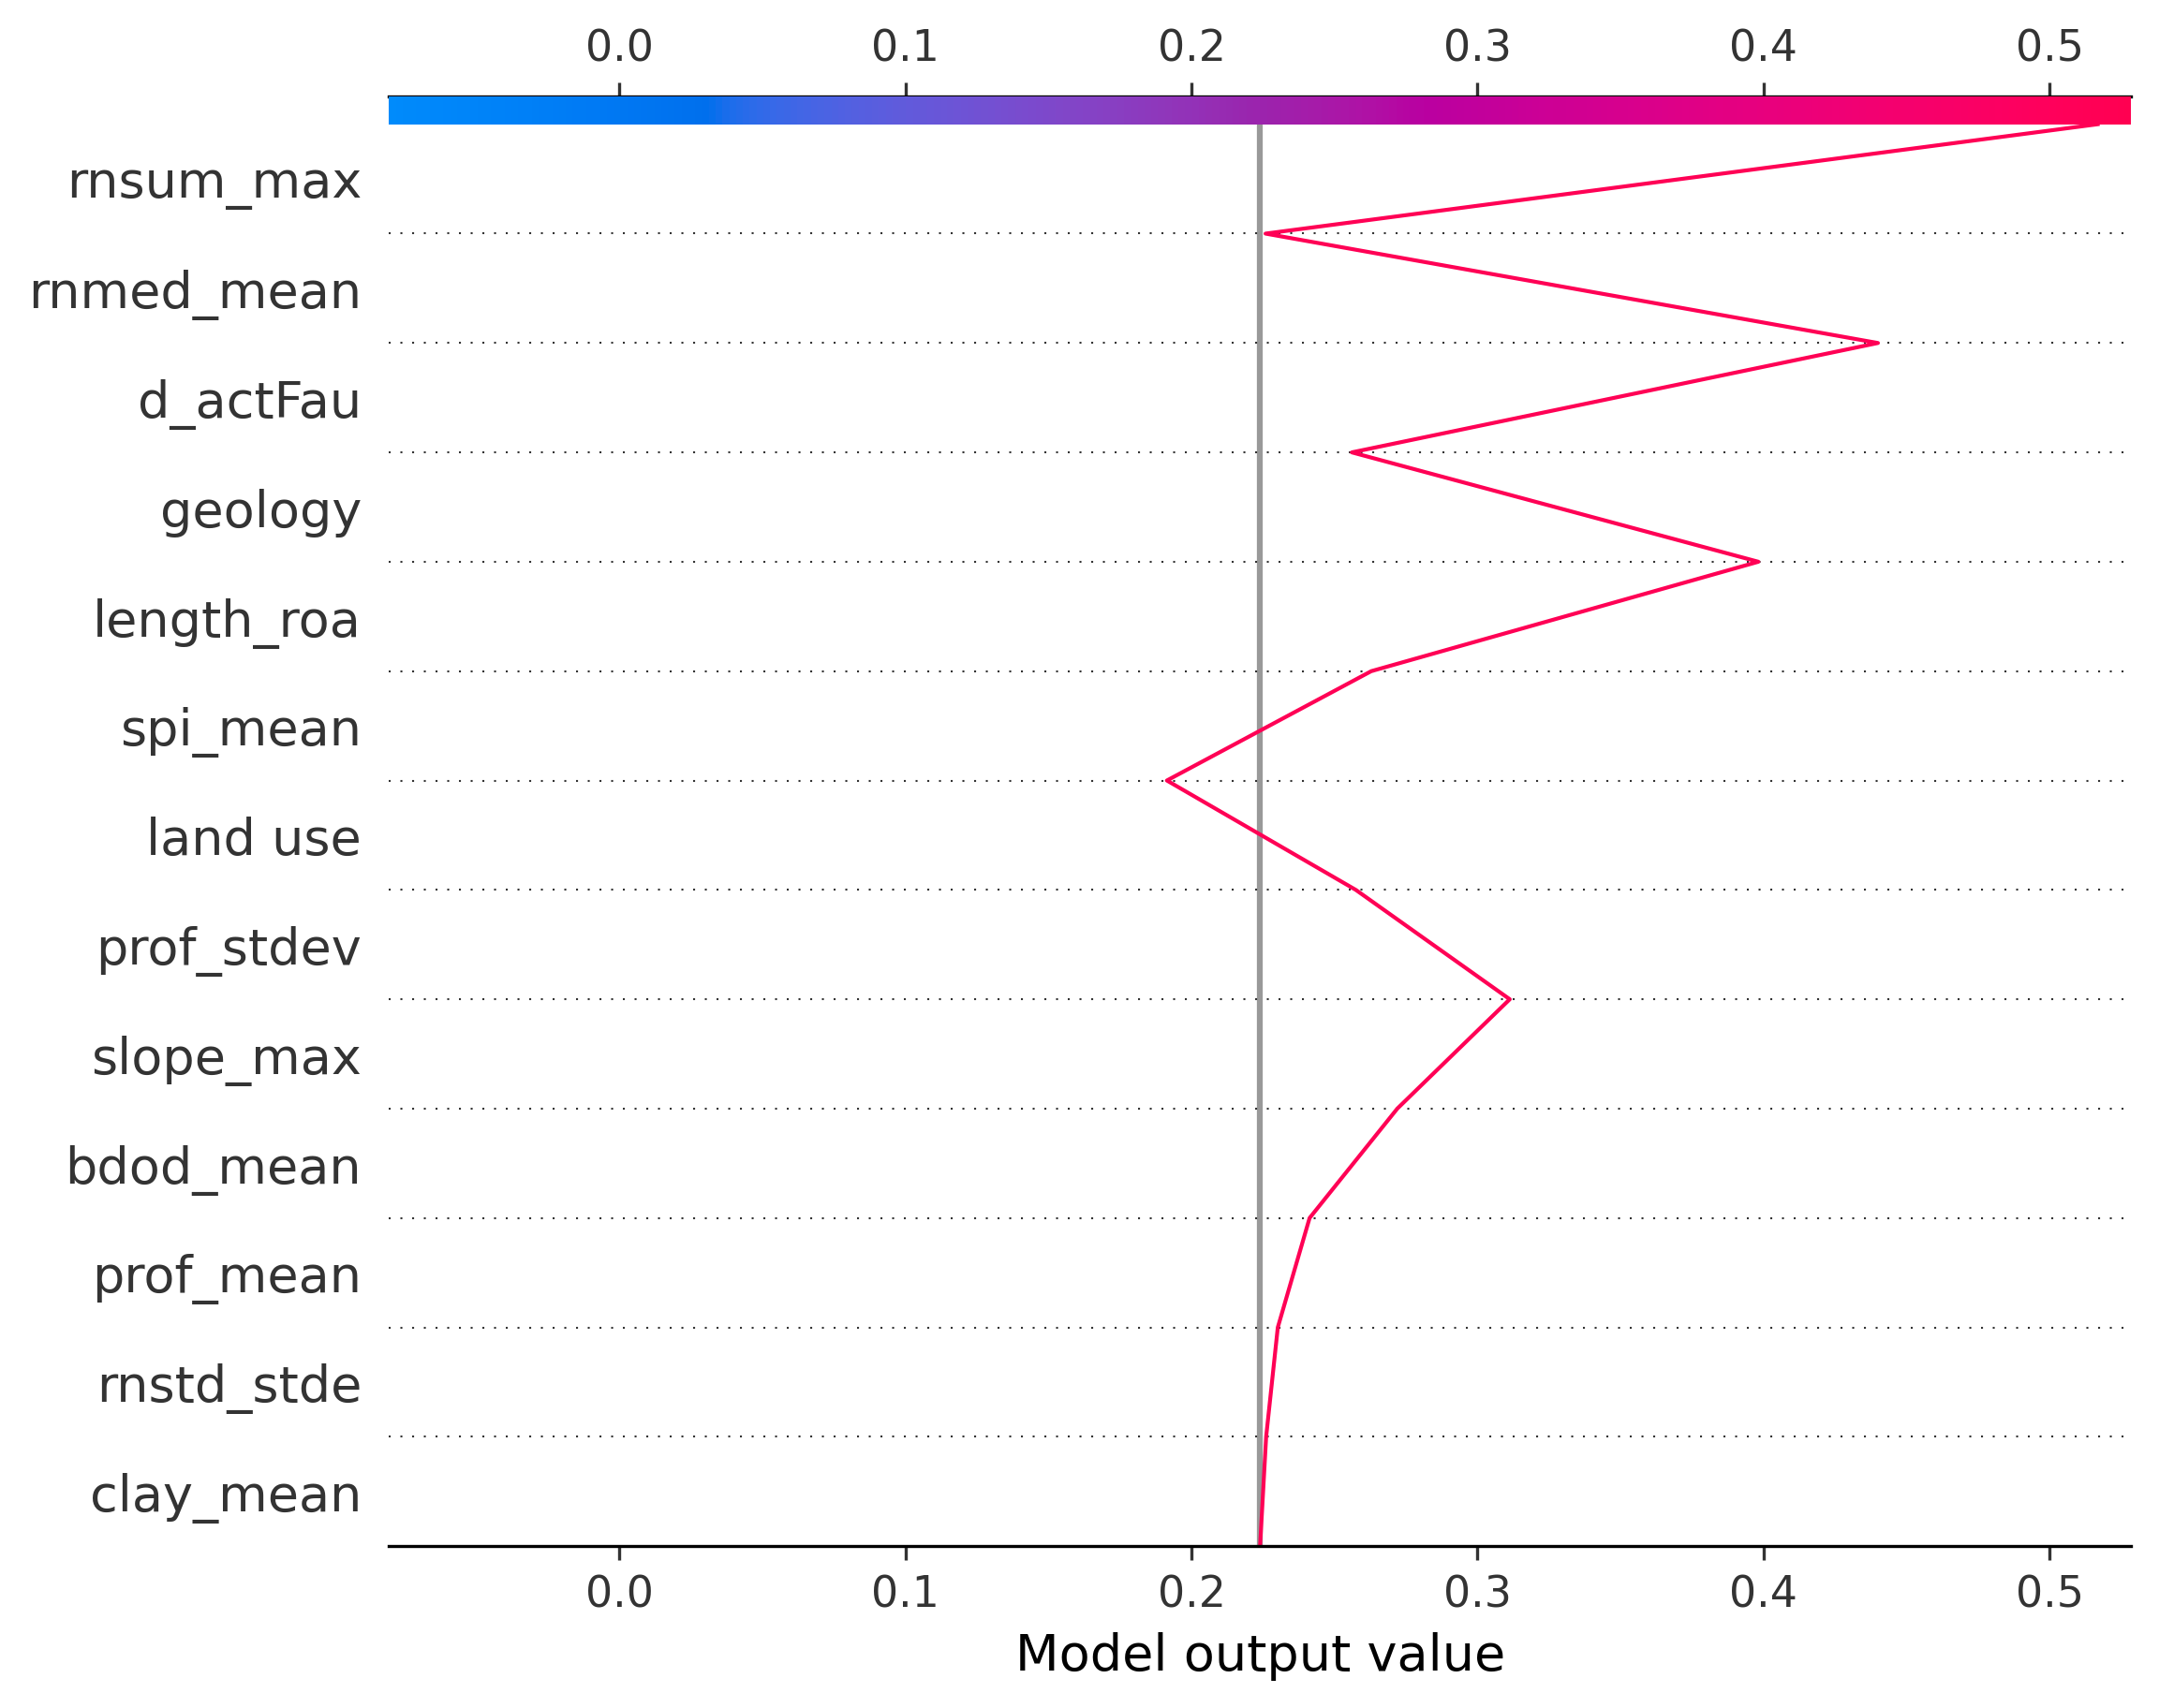 0.0 0.1 0.2 0.3 0.4 0.5
rnsum_max
rnmed_mean
d_actFau
geology
length_roa
spi_mean
land use
prof_stdev
slope_max
bdod_mean
prof_mean
rnstd_stde
clay_mean
0.0 0.1 0.2 0.3 0.4 0.5
Model output value